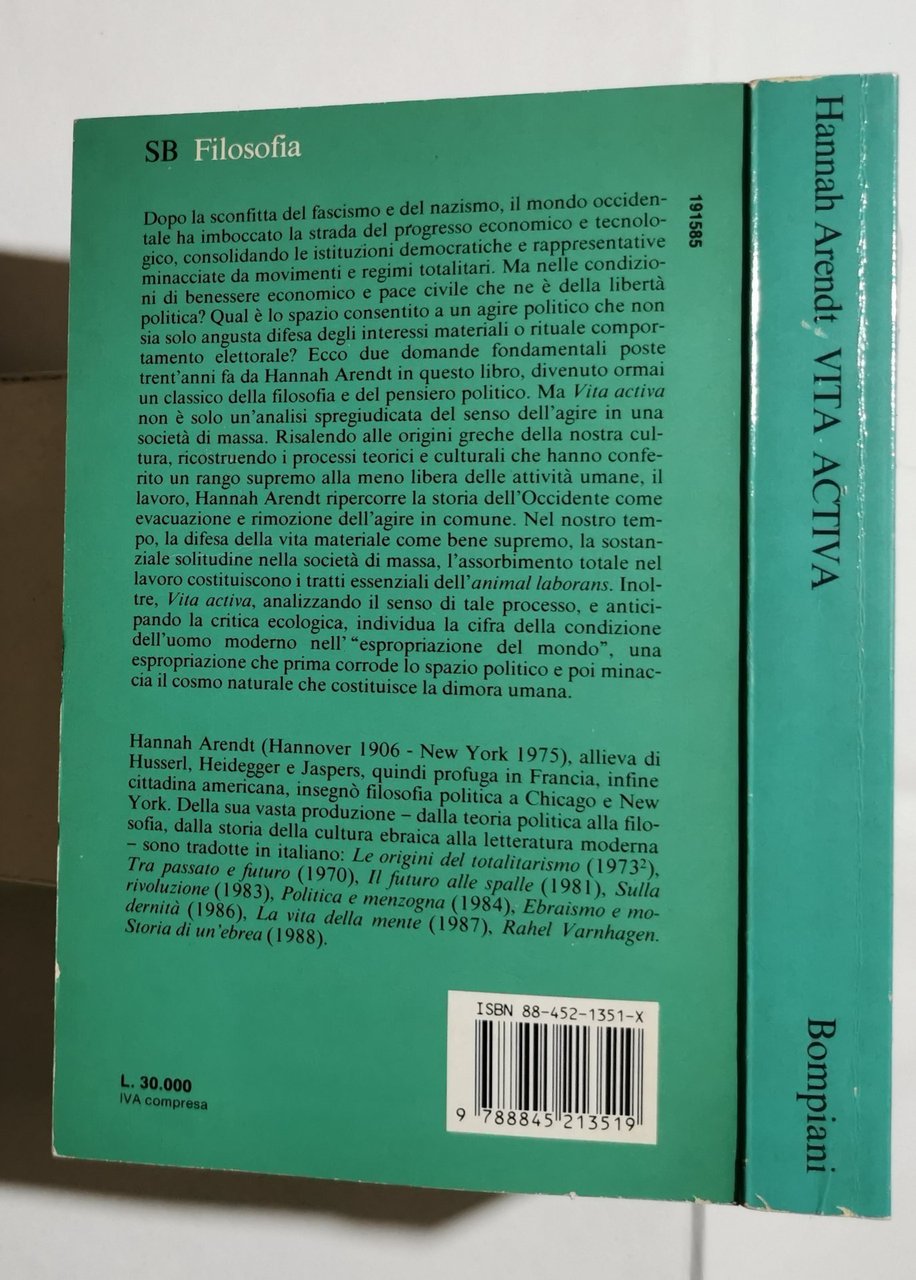 SB Filosofia
Dopo la sconfitta del fascismo e del nazismo, il mondo occiden-
tale ha imboccato la strada del progresso economico e tecnolo-
gico, consolidando le istituzioni democratiche e rappresentative
minacciate da movimenti e regimi totalitari. Ma nelle condizio-
ni di benessere economico e pace civile che ne è della libertà
politica? Qual è lo spazio consentito a un agire politico che non
sia solo angusta difesa degli interessi materiali o rituale compor-
tamento elettorale? Ecco due domande fondamentali poste
trent'anni fa da Hannah Arendt in questo libro, divenuto ormai
un classico della filosofia e del pensiero politico. Ma Vita activa
non è solo un'analisi spregiudicata del senso dell'agire in una
società di massa. Risalendo alle origini greche della nostra cul-
tura, ricostruendo i processi teorici e culturali che hanno confe-
rito un rango supremo alla meno libera delle attività umane, il
lavoro, Hannah Arendt ripercorre la storia dell'Occidente come
evacuazione e rimozione dell'agire in comune. Nel nostro tem-
po, la difesa della vita materiale come bene supremo, la sostan-
ziale solitudine nella società di massa, l'assorbimento totale nel
lavoro costituiscono i tratti essenziali dell'animal laborans. Inol-
tre, Vita activa, analizzando il senso di tale processo, e antici-
pando la critica ecologica, individua la cifra della condizione
dell'uomo moderno nell' "espropriazione del mondo", una
espropriazione che prima corrode lo spazio politico e poi minac-
cia il cosmo naturale che costituisce la dimora umana.
Hannah Arendt (Hannover 1906 - New York 1975), allieva di
Husserl, Heidegger e Jaspers, quindi profuga in Francia, infine
cittadina americana, insegnò filosofia politica a Chicago e New
York. Della sua vasta produzione – dalla teoria politica alla filo-
sofia, dalla storia della cultura ebraica alla letteratura moderna
– sono tradotte in italiano: Le origini del totalitarismo (1973²),
Tra passato e futuro (1970), Il futuro alle spalle (1981), Sulla
rivoluzione (1983), Politica e menzogna (1984), Ebraismo e mo-
dernità (1986), La vita della mente (1987), Rahel Varnhagen.
Storia di un'ebrea (1988).
L. 30.000
IVA compresa
ISBN 88-452-1351-X
9 788845 213519
191585
Hannah Arendt VITA ACTIVA
Bompiani